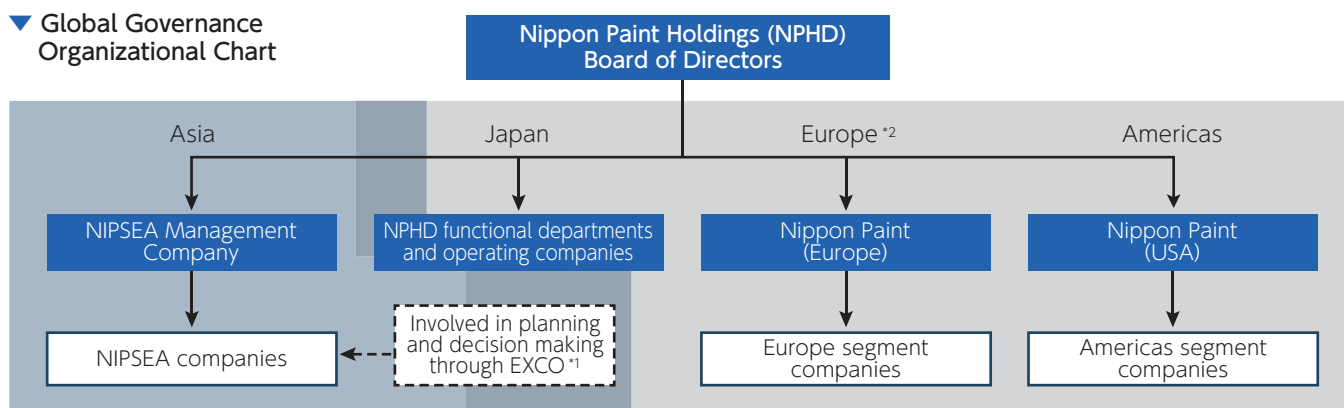 ▼ Global Governance
Organizational Chart
Nippon Paint Holdings (NPHD)
Board of Directors
Asia
Japan
Europe *2
Americas
NIPSEA Management
Company
NPHD functional departments
and operating companies
Nippon Paint
(Europe)
Nippon Paint
(USA)
NIPSEA companies
Involved in planning
and decision making
through EXCO *1
Europe segment
companies
Americas segment
companies